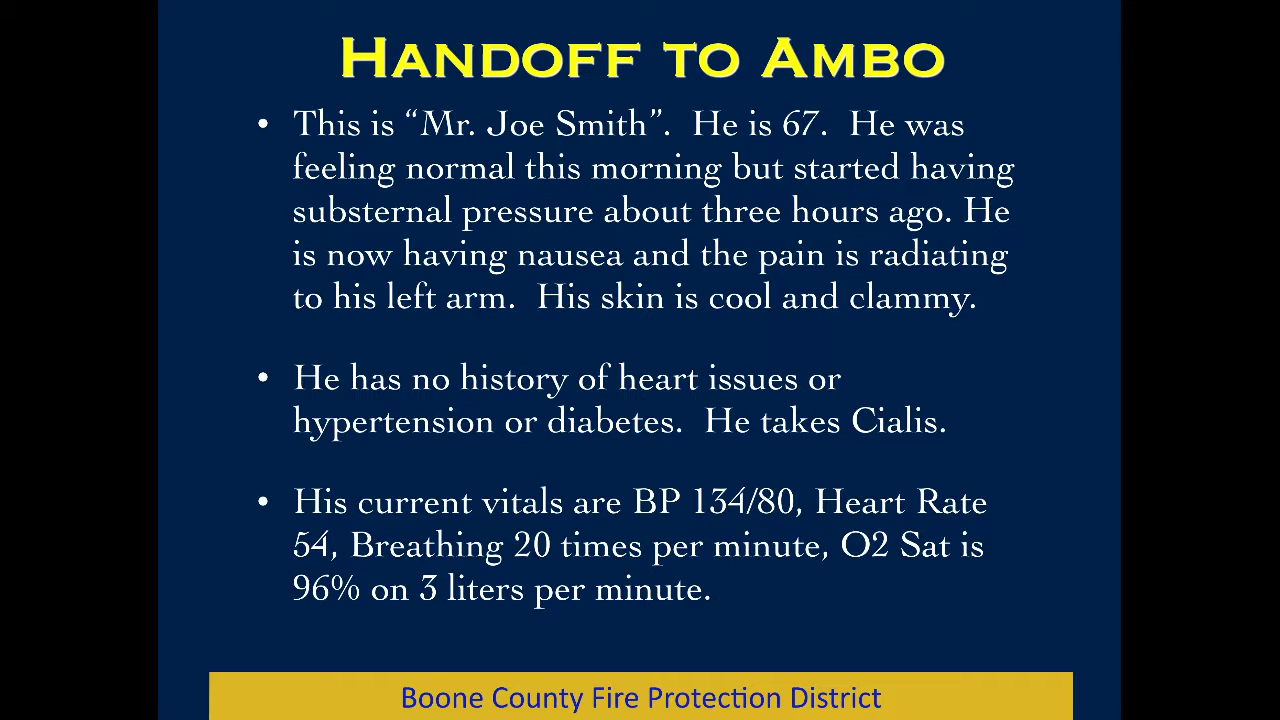 Handoff to Ambo
• This is “Mr. Joe Smith”. He is 67. He was
feeling normal this morning but started having
substernal pressure about three hours ago. He
is now having nausea and the pain is radiating
to his left arm. His skin is cool and clammy.
• He has no history of heart issues or
hypertension or diabetes. He takes Cialis.
• His current vitals are BP 134/80, Heart Rate
54, Breathing 20 times per minute, O2 Sat is
96% on 3 liters per minute.
Boone County Fire Protection District